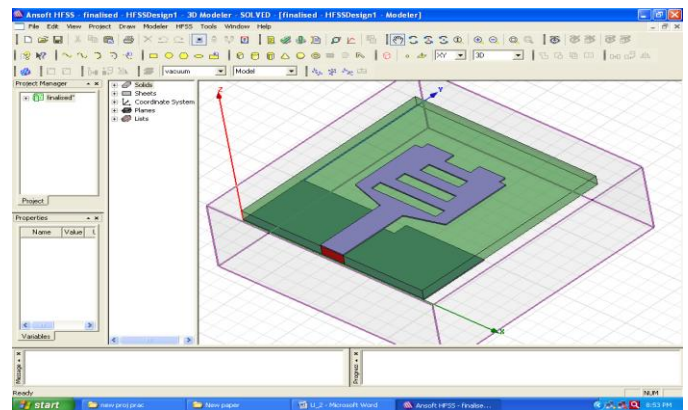 Ansoft HFSS - finalised - HFSSDesign1 - 3D Modeler - SOLVED - [finalised - HFSSDesign1 - Modeler]
File Edit View Project Draw Modeler HFSS Tools Window Help
XY 3D
vacuum Model
Project Manager
finalised*
Project
Properties
Name Value
Variables
Solids
Sheets
Coordinate System
Planes
Lists
Z
Y
X
Ready
NUM
start new proj prac New paper U_2 - Microsoft Word Ansoft HFSS - finalise... 8:53 PM